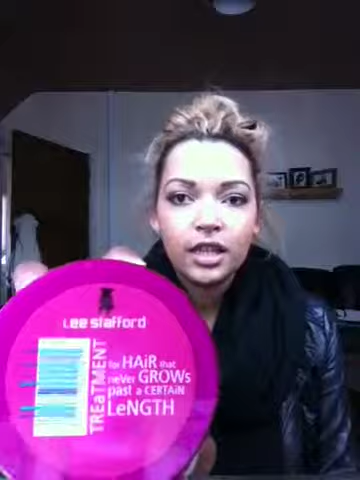 Lee Stafford
TREaTMENT
for HAiR that
neVer GROWs
past a CERTAiN
LeNGTH